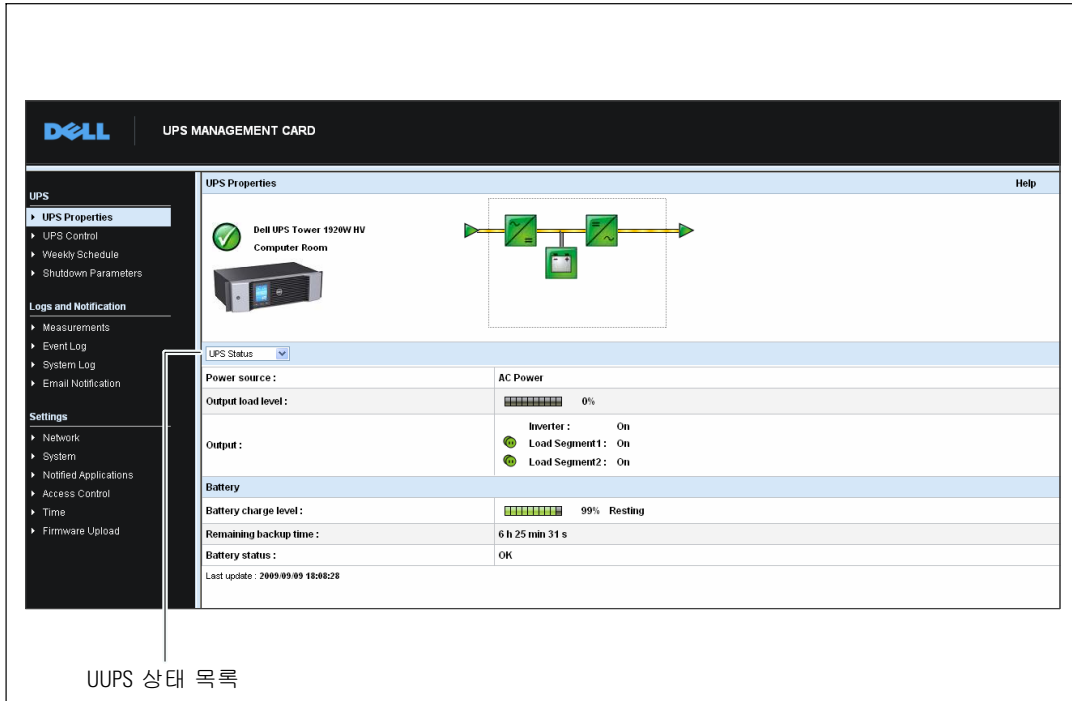 DELL
UPS MANAGEMENT CARD
UPS
UPS Properties
UPS Control
Weekly Schedule
Shutdown Parameters
Logs and Notification
Measurements
Event Log
System Log
Email Notification
Settings
Network
System
Notified Applications
Access Control
Time
Firmware Upload
UPS Properties Help
Dell UPS Tower 1920W HV
Computer Room
UPS Status
Power source : AC Power
Output load level : 0%
Output :
Inverter : On
Load Segment1 : On
Load Segment2 : On
Battery
Battery charge level : 99% Resting
Remaining backup time : 6 h 25 min 31 s
Battery status : OK
Last update : 2009/09/09 18:08:28
UUPS 상태 목록